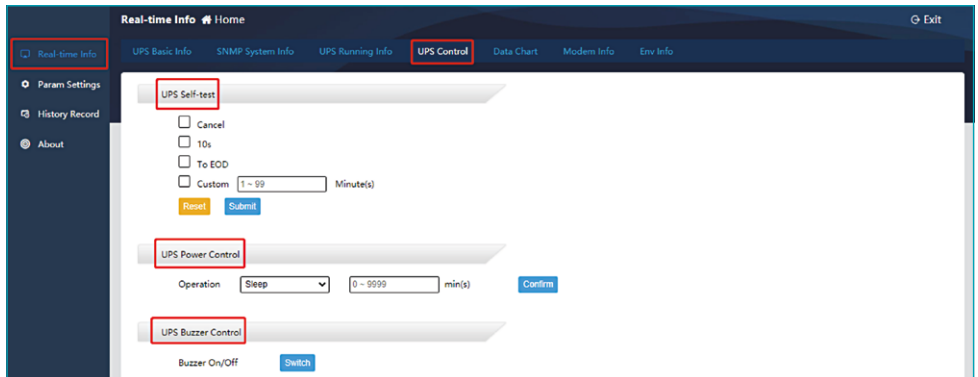 Real-time Info Home Exit
Real-time Info
UPS Basic Info SNMP System Info UPS Running Info UPS Control Data Chart Modem Info Env Info
Param Settings
History Record
About
UPS Self-test
Cancel
10s
To EOD
Custom 1 ~ 99 Minute(s)
Reset Submit
UPS Power Control
Operation Sleep 0 ~ 9999 min(s) Confirm
UPS Buzzer Control
Buzzer On/Off Switch